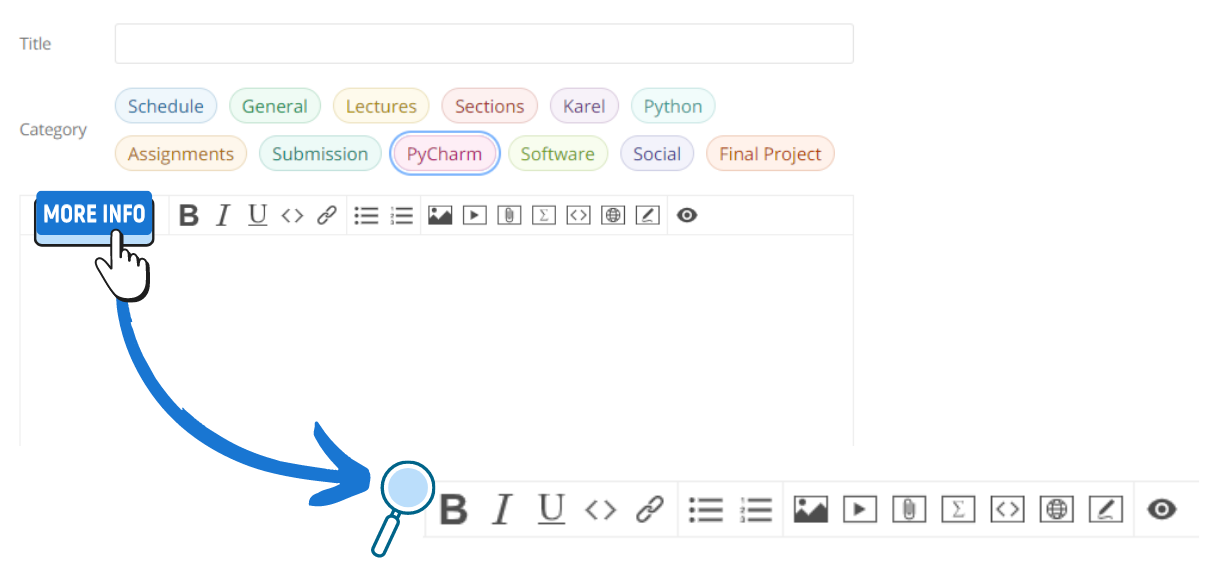 Title
Schedule General Lectures Sections Karel Python
Category
Assignments Submission PyCharm Software Social Final Project
MORE INFO B I U <>
B I U <>